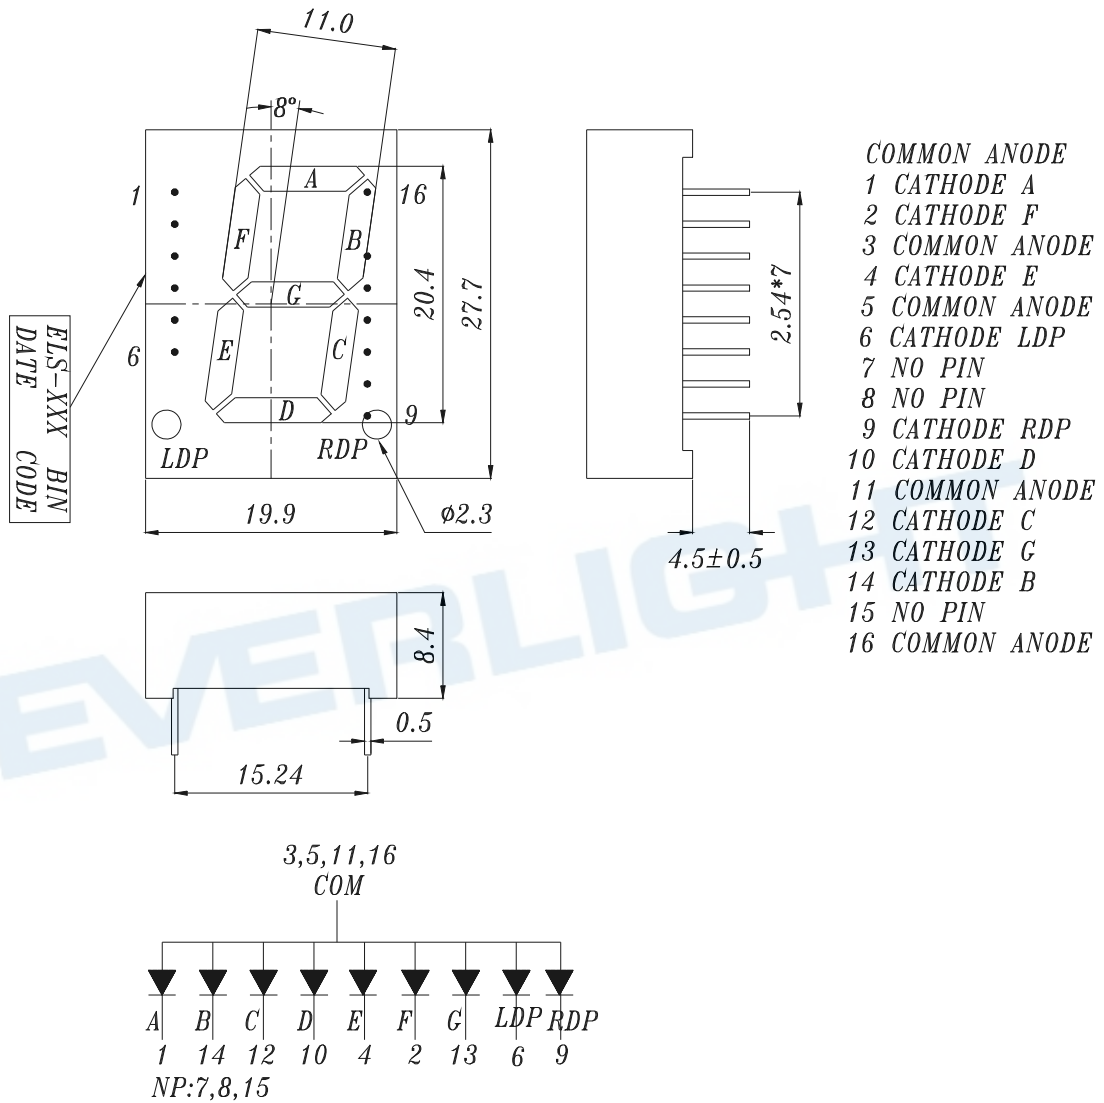 11.0
8°
1
16
A
F
B
G
E
C
D
6
9
LDP
RDP
20.4
27.7
ELS-XXX BIN
DATE CODE
19.9
ø2.3
2.54*7
4.5±0.5
COMMON ANODE
1 CATHODE A
2 CATHODE F
3 COMMON ANODE
4 CATHODE E
5 COMMON ANODE
6 CATHODE LDP
7 NO PIN
8 NO PIN
9 CATHODE RDP
10 CATHODE D
11 COMMON ANODE
12 CATHODE C
13 CATHODE G
14 CATHODE B
15 NO PIN
16 COMMON ANODE
EVERLIGHT
8.4
0.5
15.24
3,5,11,16
COM
A B C D E F G LDP RDP
1 14 12 10 4 2 13 6 9
NP:7,8,15